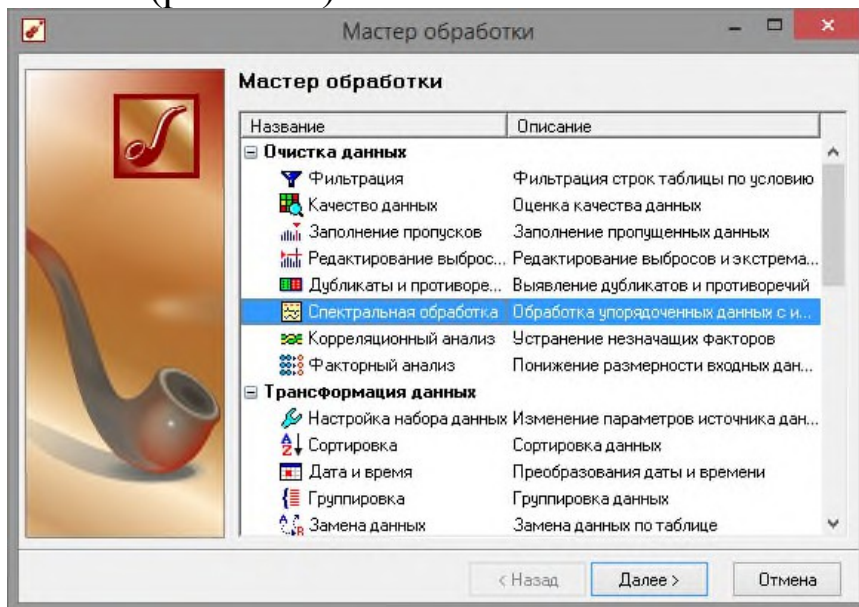 Мастер обработки
Мастер обработки
Название Описание
Очистка данных
Фильтрация Фильтрация строк таблицы по условию
Качество данных Оценка качества данных
Заполнение пропусков Заполнение пропущенных данных
Редактирование выброс... Редактирование выбросов и экстрема...
Дубликаты и противоре... Выявление дубликатов и противоречий
Спектральная обработка Обработка упорядоченных данных с и...
Корреляционный анализ Устранение незначащих факторов
Факторный анализ Понижение размерности входных дан...
Трансформация данных
Настройка набора данных Изменение параметров источника дан...
Сортировка Сортировка данных
Дата и время Преобразования даты и времени
Группировка Группировка данных
Замена данных Замена данных по таблице
< Назад Далее > Отмена